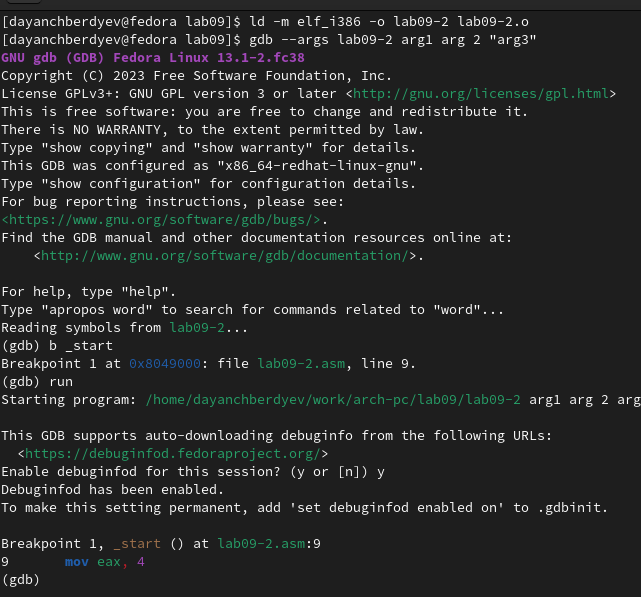 [dayanchberdyev@fedora lab09]$ ld -m elf_i386 -o lab09-2 lab09-2.o
[dayanchberdyev@fedora lab09]$ gdb --args lab09-2 arg1 arg 2 "arg3"
GNU gdb (GDB) Fedora Linux 13.1-2.fc38
Copyright (C) 2023 Free Software Foundation, Inc.
License GPLv3+: GNU GPL version 3 or later <http://gnu.org/licenses/gpl.html>
This is free software: you are free to change and redistribute it.
There is NO WARRANTY, to the extent permitted by law.
Type "show copying" and "show warranty" for details.
This GDB was configured as "x86_64-redhat-linux-gnu".
Type "show configuration" for configuration details.
For bug reporting instructions, please see:
<https://www.gnu.org/software/gdb/bugs/>.
Find the GDB manual and other documentation resources online at:
    <http://www.gnu.org/software/gdb/documentation/>.

For help, type "help".
Type "apropos word" to search for commands related to "word"...
Reading symbols from lab09-2...
(gdb) b _start
Breakpoint 1 at 0x8049000: file lab09-2.asm, line 9.
(gdb) run
Starting program: /home/dayanchberdyev/work/arch-pc/lab09/lab09-2 arg1 arg 2 arg

This GDB supports auto-downloading debuginfo from the following URLs:
  <https://debuginfod.fedoraproject.org/>
Enable debuginfod for this session? (y or [n]) y
Debuginfod has been enabled.
To make this setting permanent, add 'set debuginfod enabled on' to .gdbinit.

Breakpoint 1, _start () at lab09-2.asm:9
9	mov eax, 4
(gdb)